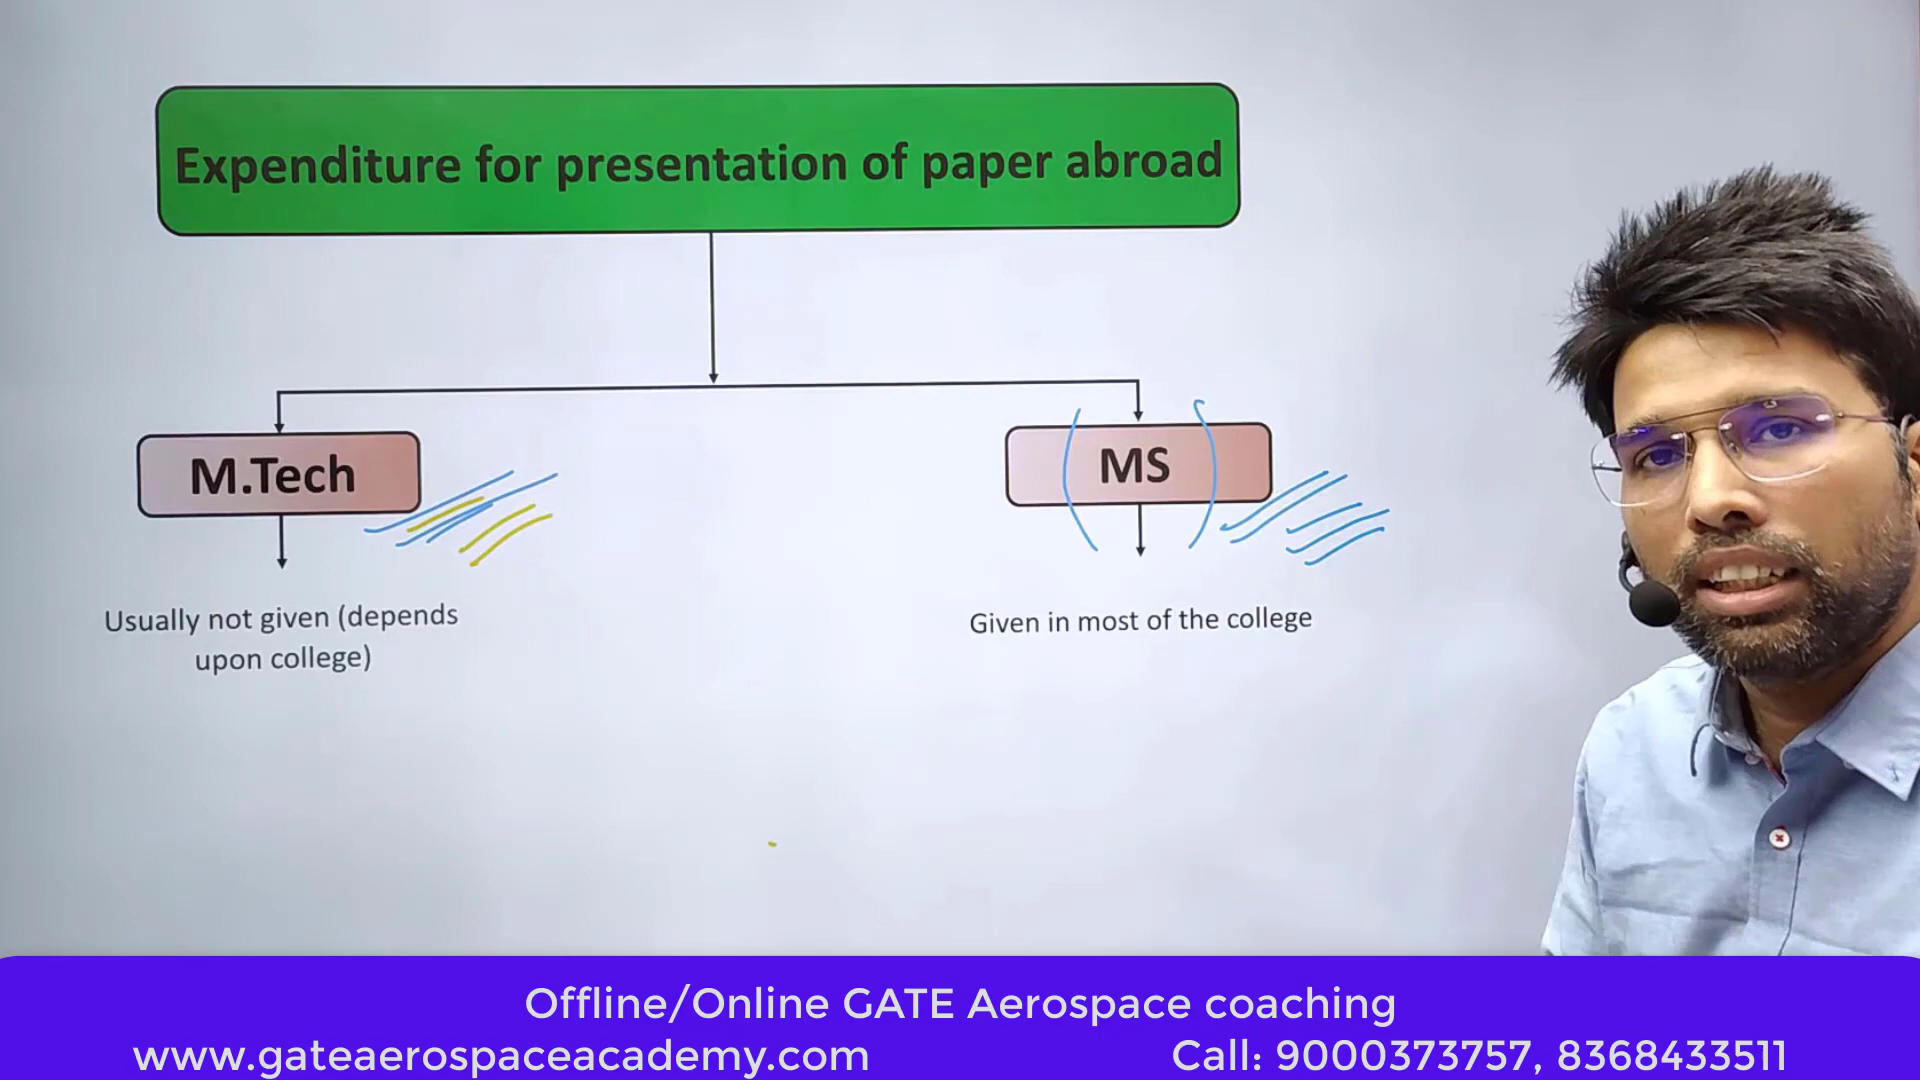 Expenditure for presentation of paper abroad
M.Tech
MS
Usually not given (depends
upon college)
Given in most of the college
Offline/Online GATE Aerospace coaching
www.gateaerospaceacademy.com
Call: 9000373757, 8368433511